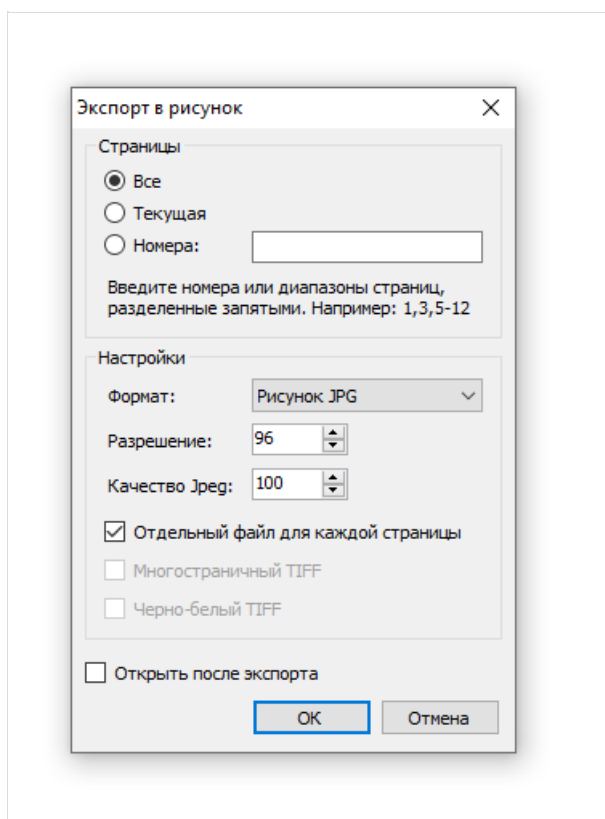 Экспорт в рисунок
Страницы
Все
Текущая
Номера:
Введите номера или диапазоны страниц,
разделенные запятыми. Например: 1,3,5-12
Настройки
Формат: Рисунок JPG
Разрешение: 96
Качество Jpeg: 100
Отдельный файл для каждой страницы
Многостраничный TIFF
Черно-белый TIFF
Открыть после экспорта
OK Отмена